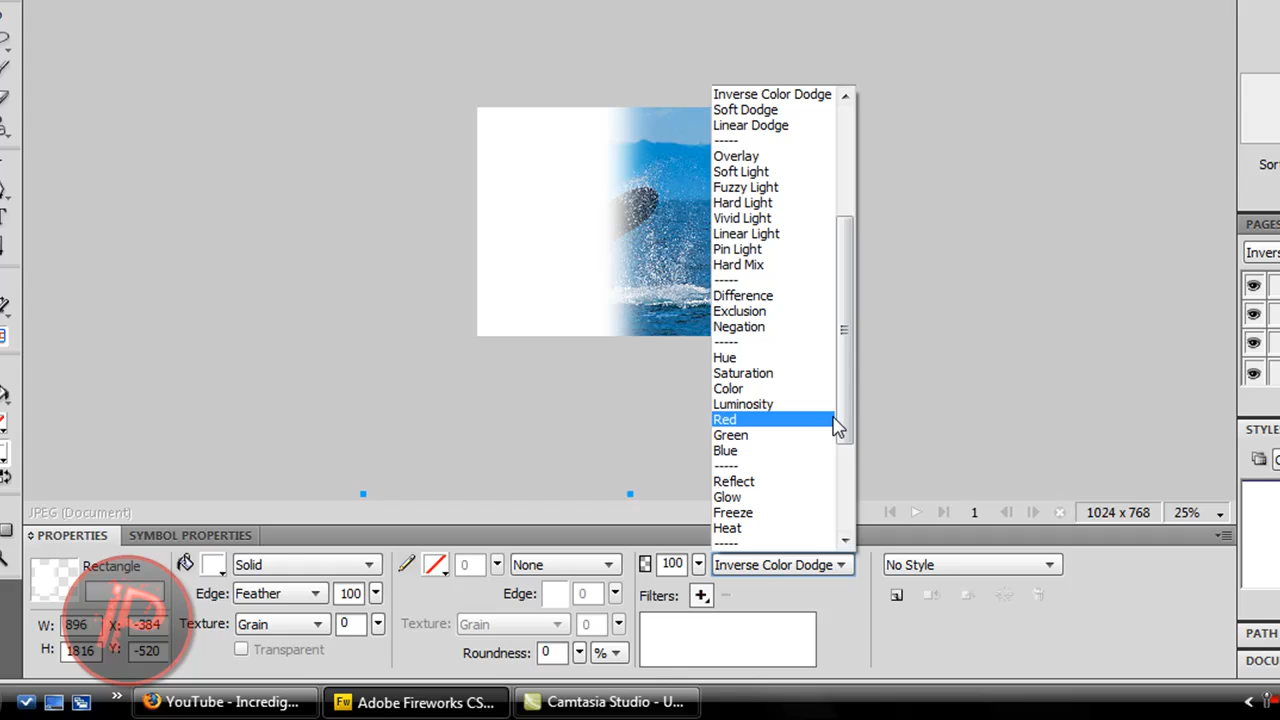 Inverse Color Dodge
Soft Dodge
Linear Dodge
-----
Overlay
Soft Light
Fuzzy Light
Hard Light
Vivid Light
Linear Light
Pin Light
Hard Mix
-----
Difference
Exclusion
Negation
-----
Hue
Saturation
Color
Luminosity
Red
Green
Blue
-----
Reflect
Glow
Freeze
Heat
-----
PAGES
STYLE
PATH
JPEG (Document)
1 1024 x 768 25%
PROPERTIES SYMBOL PROPERTIES
Rectangle Solid 0 None 100 Inverse Color Dodge No Style
Edge: Feather 100 Edge: 0 Filters:
W: 896 X: -384 Texture: Grain 0 Texture: Grain 0
H: 1816 Y: -520 Transparent Roundness: 0 %
YouTube - Incredig... Adobe Fireworks CS... Camtasia Studio - U...